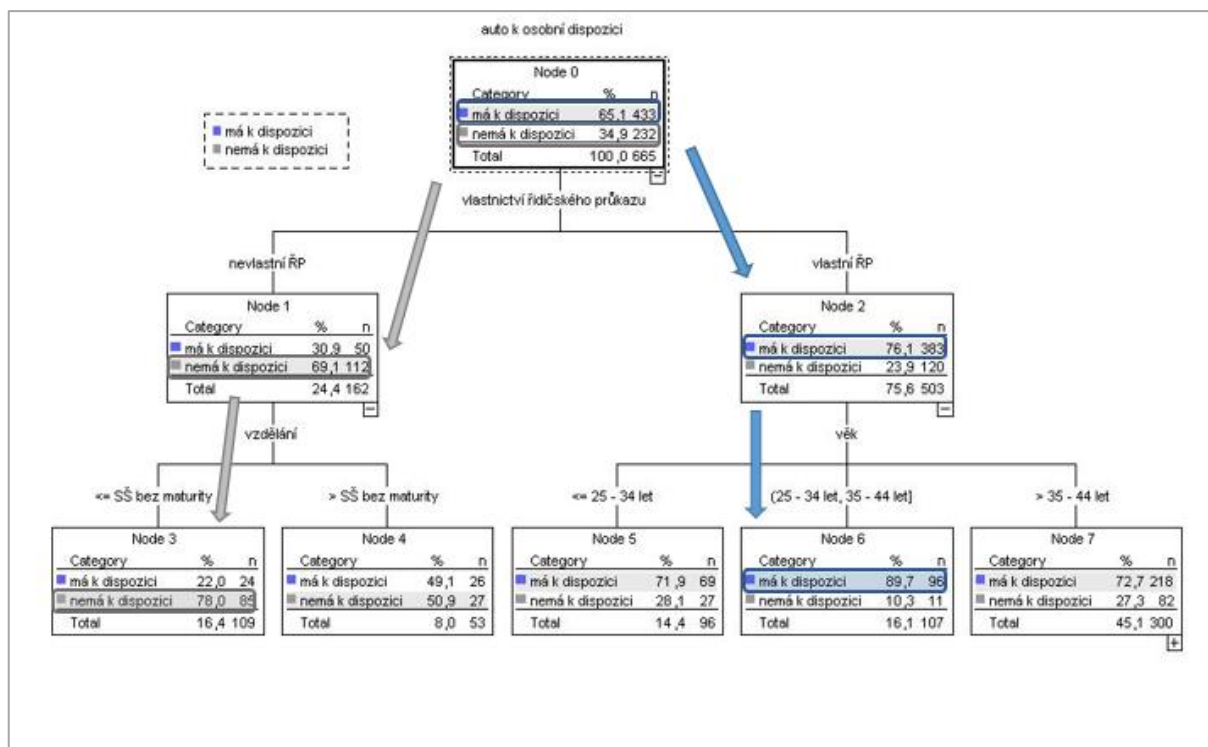 auto k osobní dispozici
Node 0
Category % n
má k dispozici 65,1 433
nemá k dispozici 34,9 232
Total 100,0 665
má k dispozici
nemá k dispozici
vlastnictví řidičského průkazu
nevlastní ŘP
vlastní ŘP
Node 1
Category % n
má k dispozici 30,9 50
nemá k dispozici 69,1 112
Total 24,4 162
Node 2
Category % n
má k dispozici 76,1 383
nemá k dispozici 23,9 120
Total 75,6 503
vzdělání
věk
<= SŠ bez maturity
> SŠ bez maturity
<= 25 - 34 let
(25 - 34 let, 35 - 44 let]
> 35 - 44 let
Node 3
Category % n
má k dispozici 22,0 24
nemá k dispozici 78,0 85
Total 16,4 109
Node 4
Category % n
má k dispozici 49,1 26
nemá k dispozici 50,9 27
Total 8,0 53
Node 5
Category % n
má k dispozici 71,9 69
nemá k dispozici 28,1 27
Total 14,4 96
Node 6
Category % n
má k dispozici 89,7 96
nemá k dispozici 10,3 11
Total 16,1 107
Node 7
Category % n
má k dispozici 72,7 218
nemá k dispozici 27,3 82
Total 45,1 300